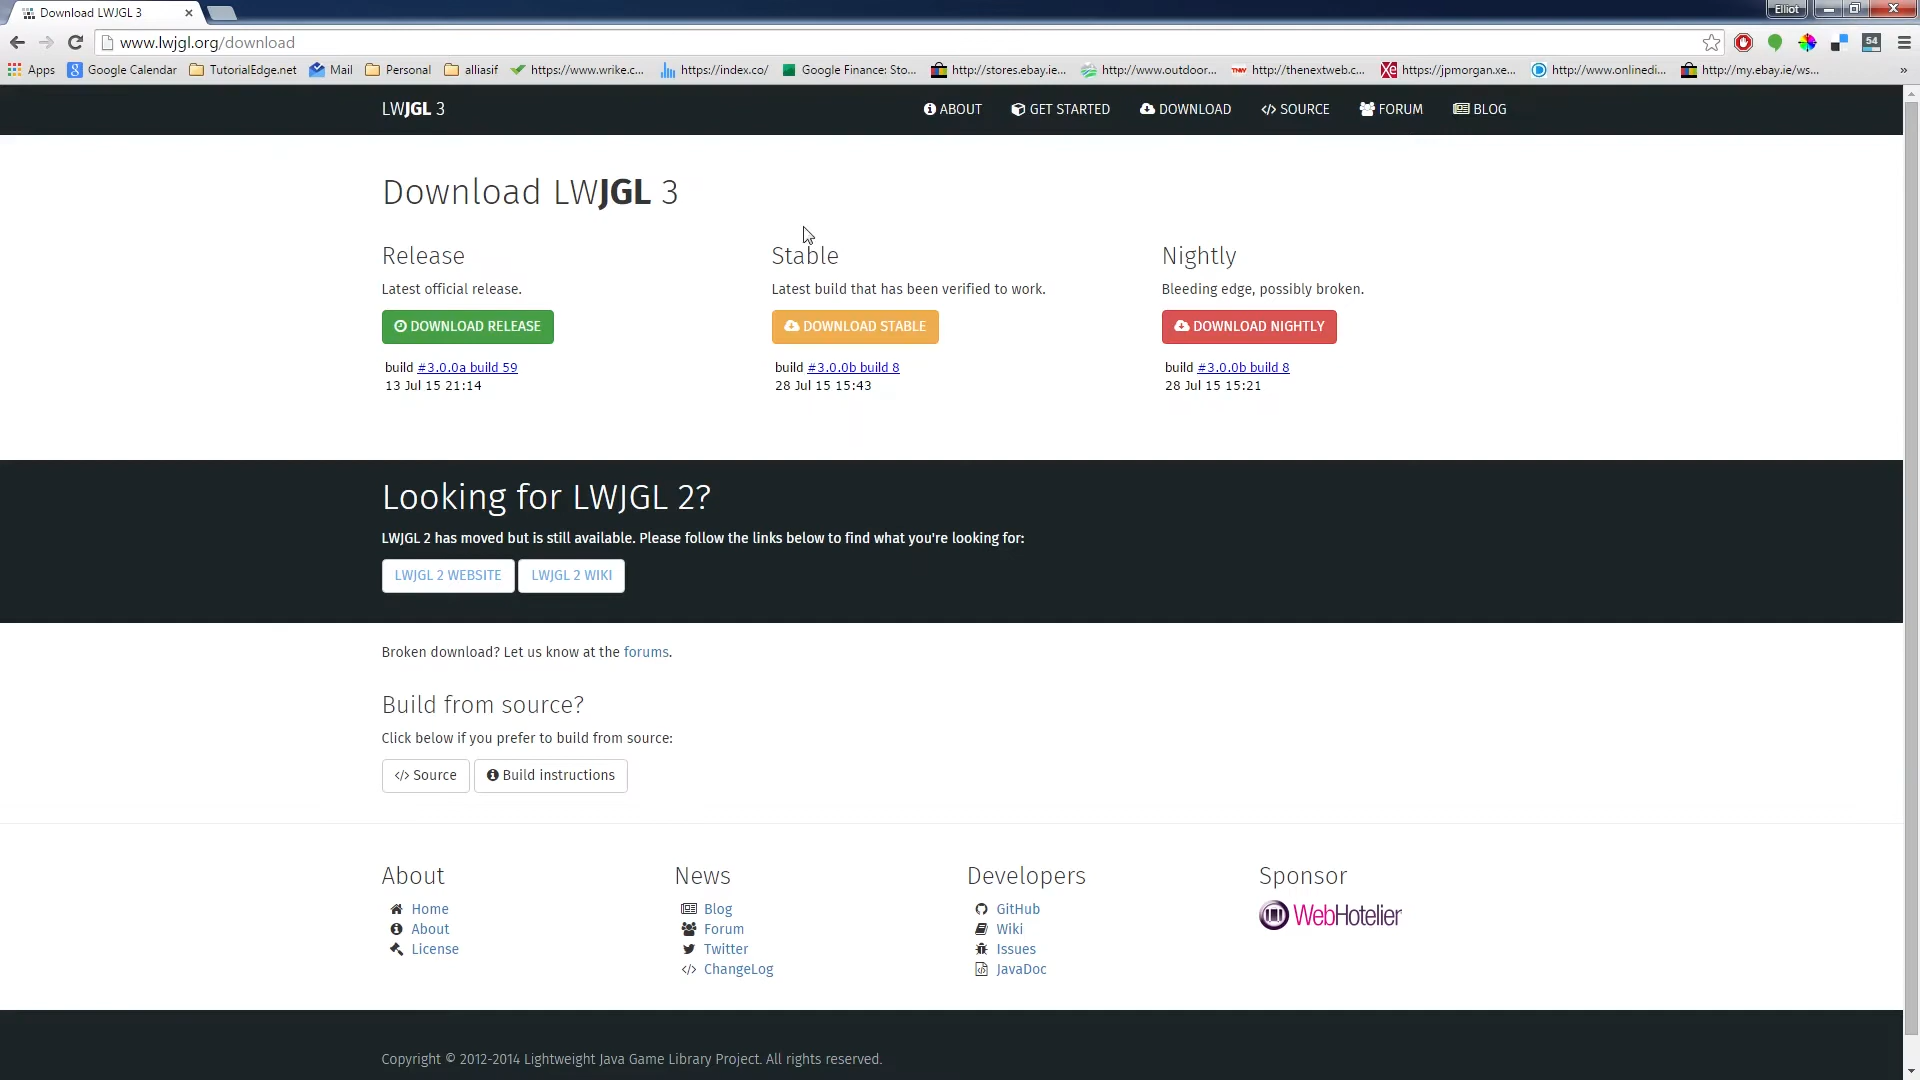 Download LWJGL 3
Elliot
www.lwjgl.org/download
54
Apps
Google Calendar
TutorialEdge.net
Mail
Personal
alliasif
https://www.wrike.c...
https://index.co/
Google Finance: Sto...
http://stores.ebay.ie...
http://www.outdoor...
TNW
http://thenextweb.c...
https://jpmorgan.xe...
http://www.onlinedi...
http://my.ebay.ie/ws...
»
LWJGL 3
ABOUT
GET STARTED
DOWNLOAD
</> SOURCE
FORUM
BLOG
Download LWJGL 3
Release
Latest official release.
DOWNLOAD RELEASE
build #3.0.0a build 59
13 Jul 15 21:14
Stable
Latest build that has been verified to work.
DOWNLOAD STABLE
build #3.0.0b build 8
28 Jul 15 15:43
Nightly
Bleeding edge, possibly broken.
DOWNLOAD NIGHTLY
build #3.0.0b build 8
28 Jul 15 15:21
Looking for LWJGL 2?
LWJGL 2 has moved but is still available. Please follow the links below to find what you're looking for:
LWJGL 2 WEBSITE
LWJGL 2 WIKI
Broken download? Let us know at the forums.
Build from source?
Click below if you prefer to build from source:
</> Source
Build instructions
About
Home
About
License
News
Blog
Forum
Twitter
</> ChangeLog
Developers
GitHub
Wiki
Issues
JavaDoc
Sponsor
WebHotelier
Copyright © 2012-2014 Lightweight Java Game Library Project. All rights reserved.